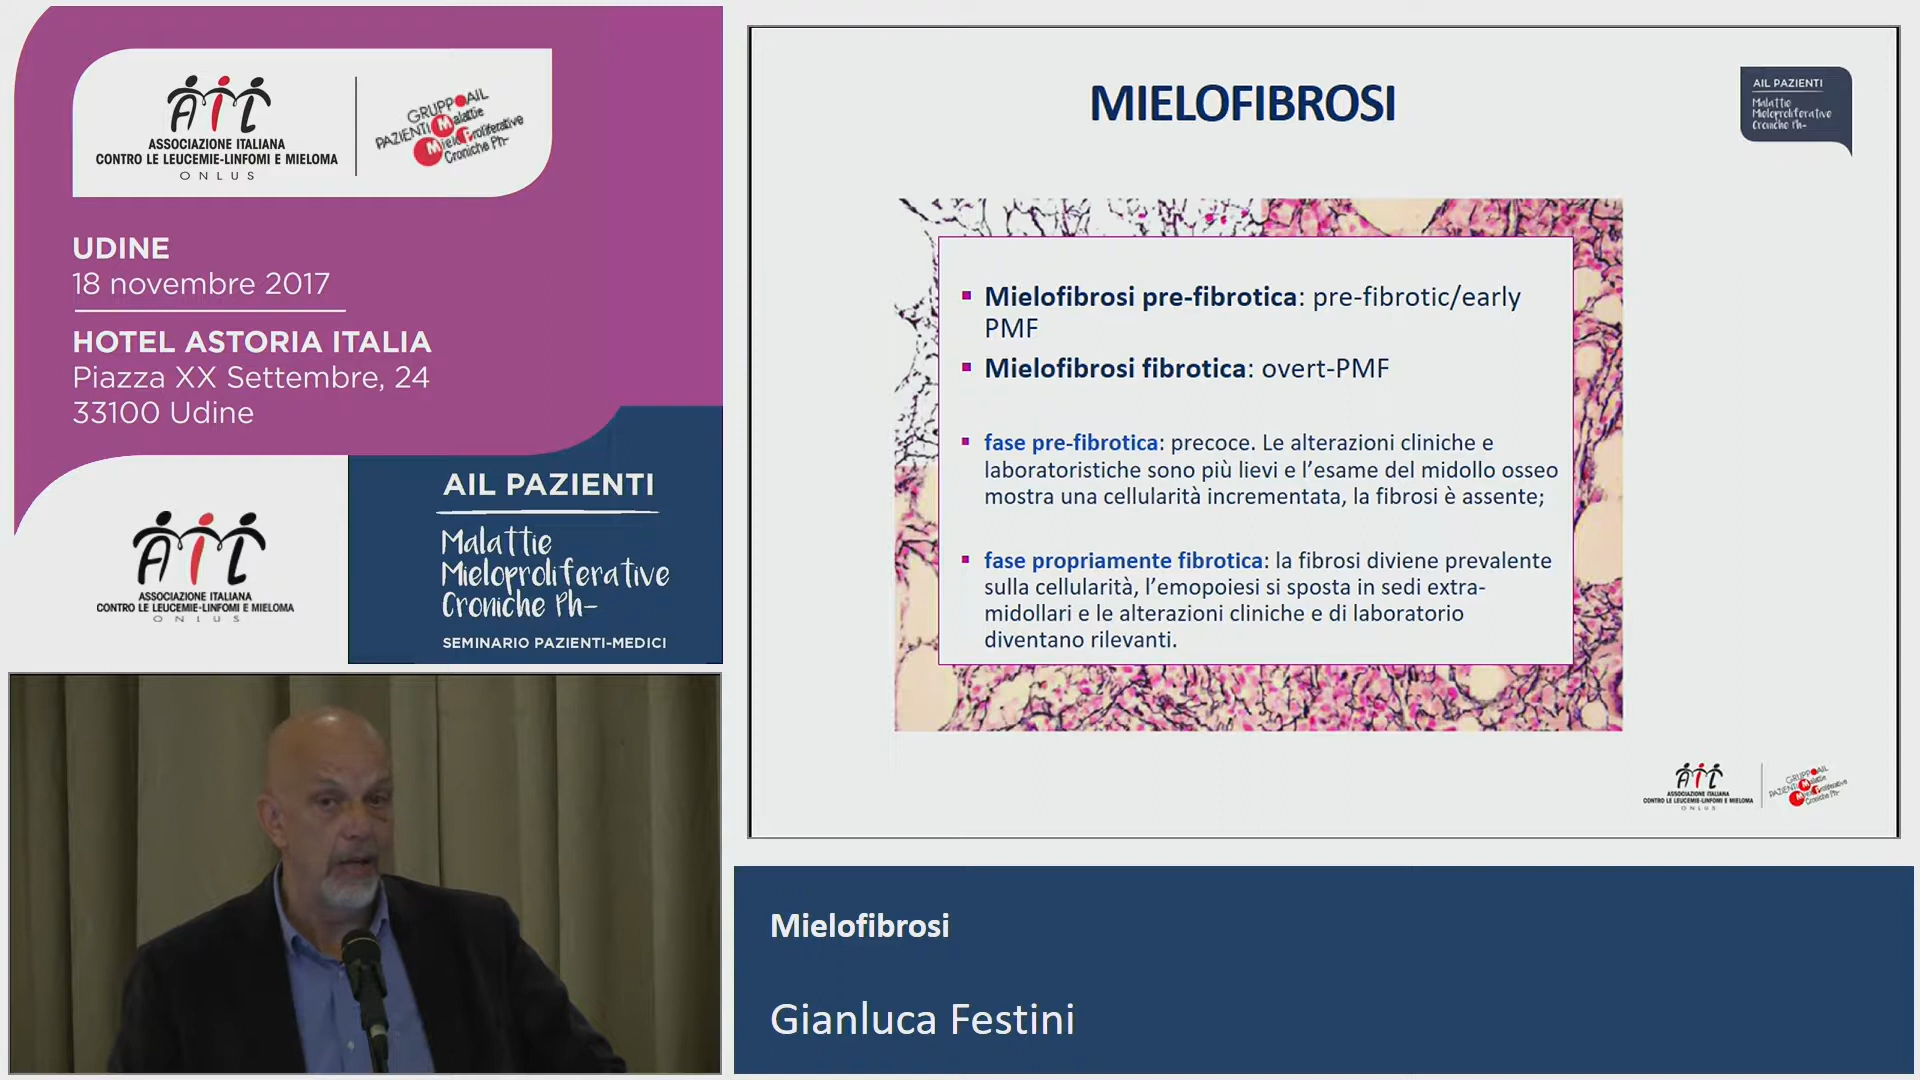 AIL
ASSOCIAZIONE ITALIANA
CONTRO LE LEUCEMIE-LINFOMI E MIELOMA
ONLUS
GRUPPO AIL
PAZIENTI Malattie
MieloProliferative
Croniche Ph-
UDINE
18 novembre 2017
HOTEL ASTORIA ITALIA
Piazza XX Settembre, 24
33100 Udine
AIL
ASSOCIAZIONE ITALIANA
CONTRO LE LEUCEMIE-LINFOMI E MIELOMA
ONLUS
AIL PAZIENTI
Malattie
Mieloproliferative
Croniche Ph-
SEMINARIO PAZIENTI-MEDICI
MIELOFIBROSI
AIL PAZIENTI
Malattie
Mieloproliferative
Croniche Ph-
Mielofibrosi pre-fibrotica: pre-fibrotic/early
PMF
Mielofibrosi fibrotica: overt-PMF
fase pre-fibrotica: precoce. Le alterazioni cliniche e
laboratoristiche sono più lievi e l'esame del midollo osseo
mostra una cellularità incrementata, la fibrosi è assente;
fase propriamente fibrotica: la fibrosi diviene prevalente
sulla cellularità, l'emopoiesi si sposta in sedi extra-
midollari e le alterazioni cliniche e di laboratorio
diventano rilevanti.
AIL
ASSOCIAZIONE ITALIANA
CONTRO LE LEUCEMIE-LINFOMI E MIELOMA
ONLUS
GRUPPO AIL
PAZIENTI Malattie
MieloProliferative
Croniche Ph-
Mielofibrosi
Gianluca Festini